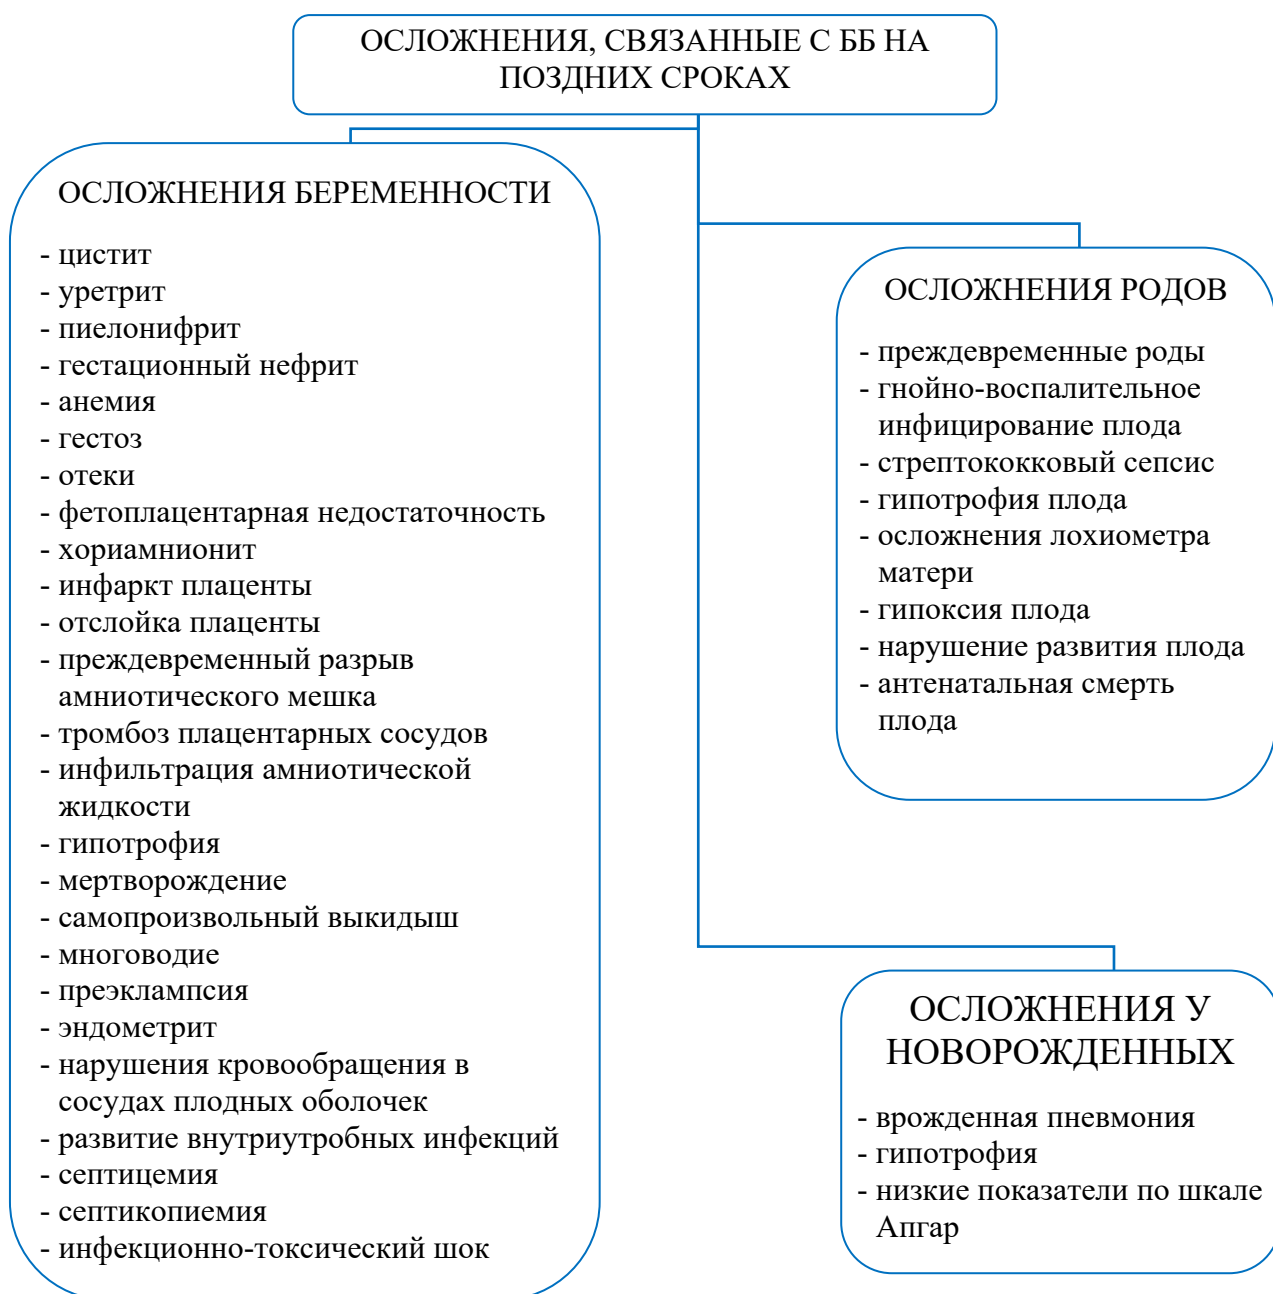 ОСЛОЖНЕНИЯ, СВЯЗАННЫЕ С ББ НА
ПОЗДНИХ СРОКАХ
ОСЛОЖНЕНИЯ БЕРЕМЕННОСТИ
- цистит
- уретрит
- пиелонифрит
- гестационный нефрит
- анемия
- гестоз
- отеки
- фетоплацентарная недостаточность
- хориамнионит
- инфаркт плаценты
- отслойка плаценты
- преждевременный разрыв
амниотического мешка
- тромбоз плацентарных сосудов
- инфильтрация амниотической
жидкости
- гипотрофия
- мертворождение
- самопроизвольный выкидыш
- многоводие
- преэклампсия
- эндометрит
- нарушения кровообращения в
сосудах плодных оболочек
- развитие внутриутробных инфекций
- септицемия
- септикопиемия
- инфекционно-токсический шок
ОСЛОЖНЕНИЯ РОДОВ
- преждевременные роды
- гнойно-воспалительное
инфицирование плода
- стрептококковый сепсис
- гипотрофия плода
- осложнения лохиометра
матери
- гипоксия плода
- нарушение развития плода
- антенатальная смерть
плода
ОСЛОЖНЕНИЯ У
НОВОРОЖДЕННЫХ
- врожденная пневмония
- гипотрофия
- низкие показатели по шкале
Апгар